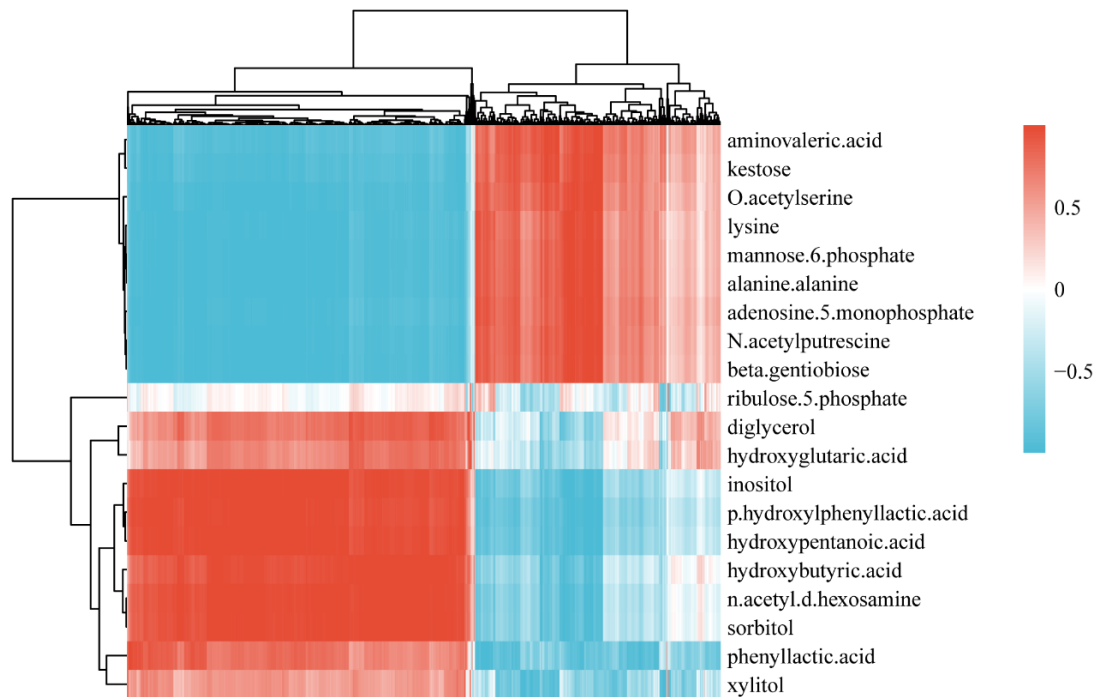 aminovaleric.acid
kestose
O.acetylserine
lysine
mannose.6.phosphate
alanine.alanine
adenosine.5.monophosphate
N.acetylputrescine
beta.gentiobiose
ribulose.5.phosphate
diglycerol
hydroxyglutaric.acid
inositol
p.hydroxylphenyllactic.acid
hydroxypentanoic.acid
hydroxybutyric.acid
n.acetyl.d.hexosamine
sorbitol
phenyllactic.acid
xylitol
0.5
0
−0.5